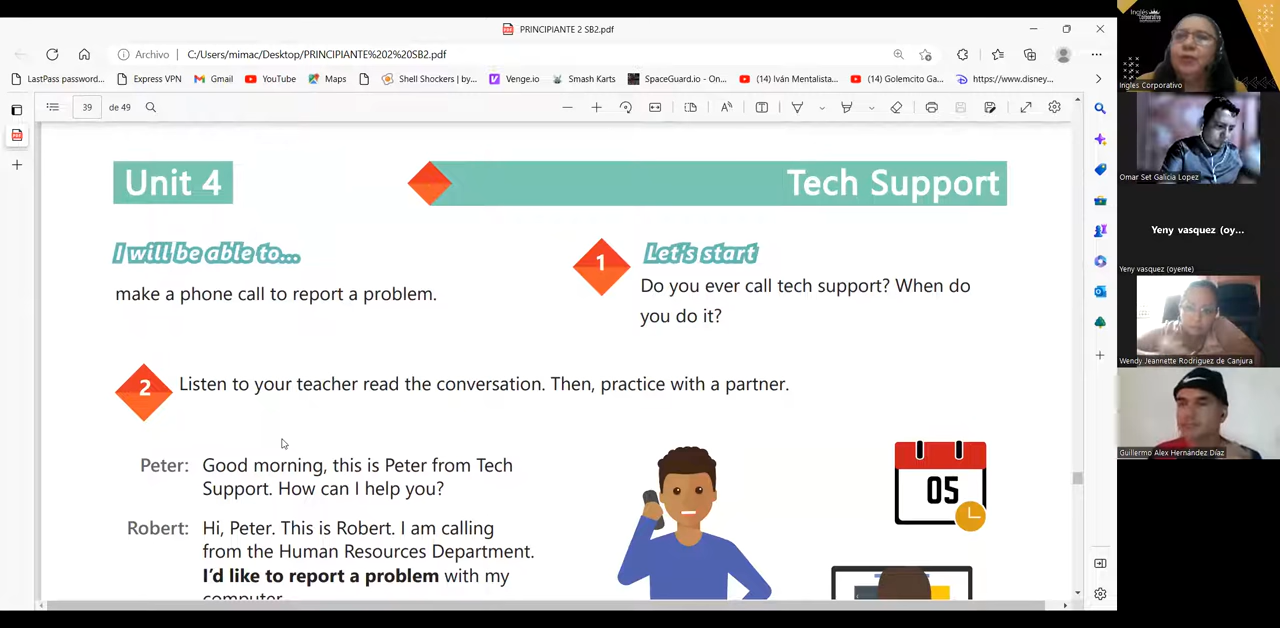 PRINCIPIANTE 2 SB2.pdf
Archivo
C:/Users/mimac/Desktop/PRINCIPIANTE%202%20SB2.pdf
LastPass password...
Express VPN
Gmail
YouTube
Maps
Shell Shockers | by...
Venge.io
Smash Karts
SpaceGuard.io - On...
(14) Iván Mentalista...
(14) Golemcito Ga...
https://www.disney...
39
de 49
Unit 4
Tech Support
I will be able to...
make a phone call to report a problem.
1
Let's start
Do you ever call tech support? When do
you do it?
2
Listen to your teacher read the conversation. Then, practice with a partner.
Peter: Good morning, this is Peter from Tech
Support. How can I help you?
Robert: Hi, Peter. This is Robert. I am calling
from the Human Resources Department.
I'd like to report a problem with my
computer
05
Inglés
Corporativo
Ingles Corporativo
Omar Set Galicia Lopez
Yeny vasquez (oy...
Yeny vasquez (oyente)
Wendy Jeannette Rodriguez de Canjura
Guillermo Alex Hernández Díaz